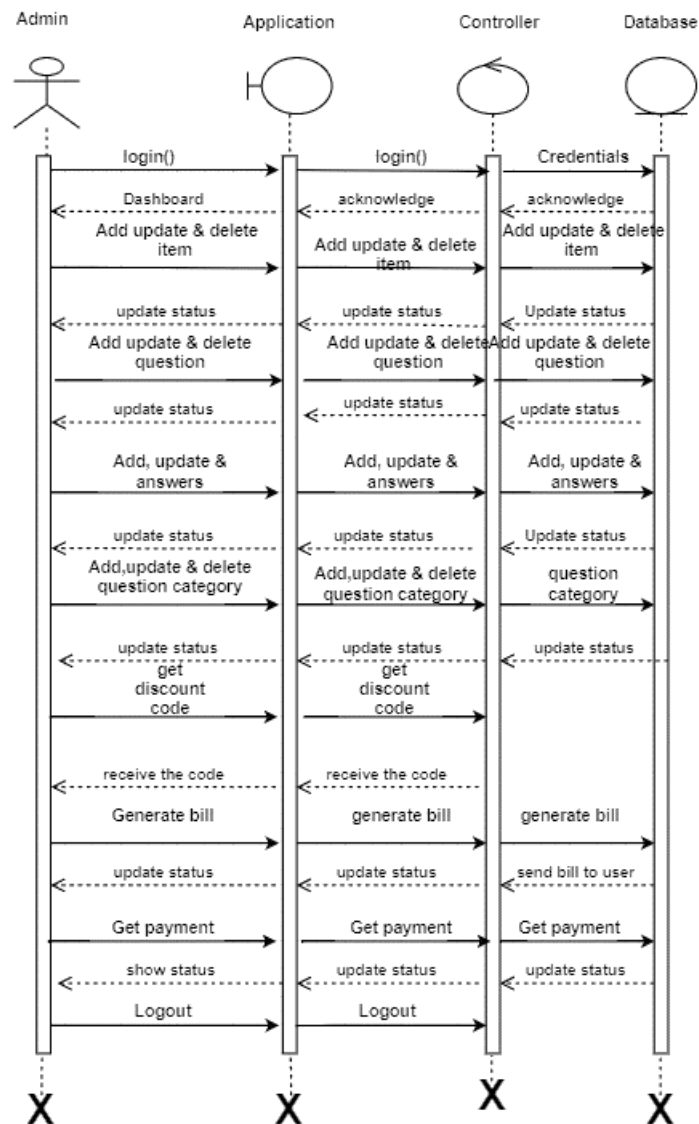 Admin
Application
Controller
Database
login()
login()
Credentials
Dashboard
acknowledge
acknowledge
Add update & delete
item
Add update & delete
item
Add update & delete
item
update status
update status
Update status
Add update & delete
question
Add update & delete
question
Add update & delete
question
update status
update status
update status
Add, update &
answers
Add, update &
answers
Add, update &
answers
update status
update status
Update status
Add,update & delete
question category
Add,update & delete
question category
question
category
update status
update status
update status
get
discount
code
get
discount
code
receive the code
receive the code
Generate bill
generate bill
generate bill
update status
update status
send bill to user
Get payment
Get payment
Get payment
show status
update status
update status
Logout
Logout
X
X
X
X